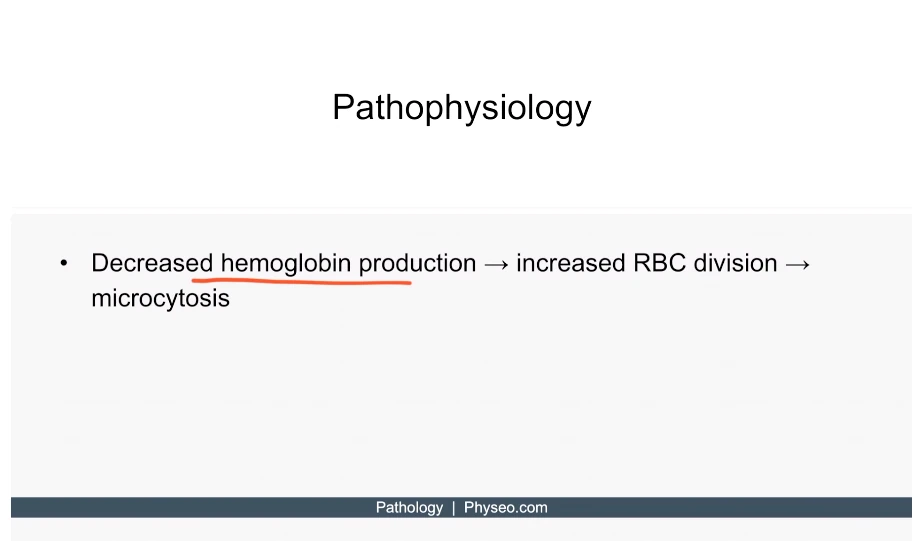 Pathophysiology
• Decreased hemoglobin production → increased RBC division →
microcytosis
Pathology | Physeo.com